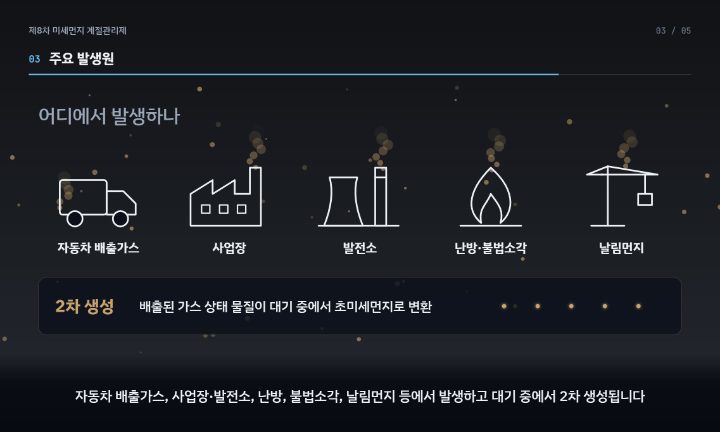 제8차 미세먼지 계절관리제
03 / 05
03 주요 발생원
어디에서 발생하나
자동차 배출가스
사업장
발전소
난방·불법소각
날림먼지
2차 생성
배출된 가스 상태 물질이 대기 중에서 초미세먼지로 변환
자동차 배출가스, 사업장·발전소, 난방, 불법소각, 날림먼지 등에서 발생하고 대기 중에서 2차 생성됩니다